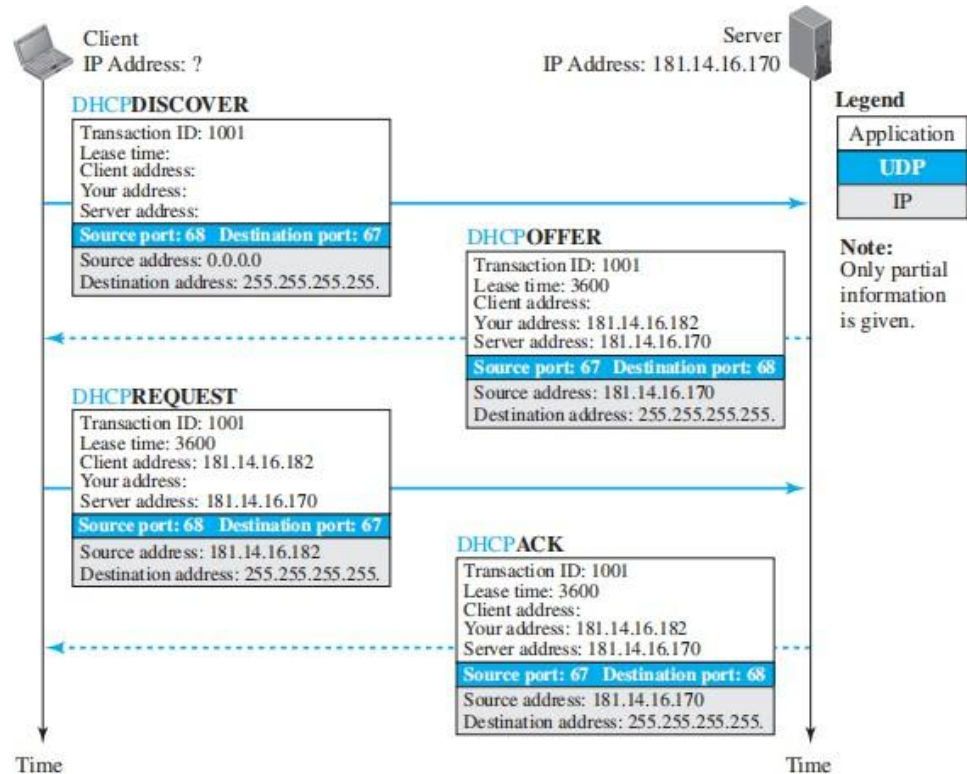 Client
IP Address: ?
Server
IP Address: 181.14.16.170
DHCPDISCOVER
Transaction ID: 1001
Lease time:
Client address:
Your address:
Server address:
Source port: 68 Destination port: 67
Source address: 0.0.0.0
Destination address: 255.255.255.255.
Legend
Application
UDP
IP
Note:
Only partial
information
is given.
DHCPOFFER
Transaction ID: 1001
Lease time: 3600
Client address:
Your address: 181.14.16.182
Server address: 181.14.16.170
Source port: 67 Destination port: 68
Source address: 181.14.16.170
Destination address: 255.255.255.255.
DHCPREQUEST
Transaction ID: 1001
Lease time: 3600
Client address: 181.14.16.182
Your address:
Server address: 181.14.16.170
Source port: 68 Destination port: 67
Source address: 181.14.16.182
Destination address: 255.255.255.255.
DHCPACK
Transaction ID: 1001
Lease time: 3600
Client address:
Your address: 181.14.16.182
Server address: 181.14.16.170
Source port: 67 Destination port: 68
Source address: 181.14.16.170
Destination address: 255.255.255.255.
Time
Time